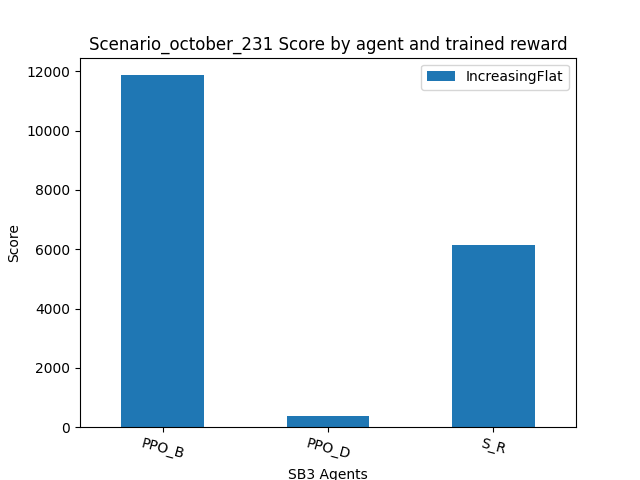 Scenario_october_231 Score by agent and trained reward
IncreasingFlat
12000
10000
8000
6000
4000
2000
0
Score
PPO_B
PPO_D
S_R
SB3 Agents